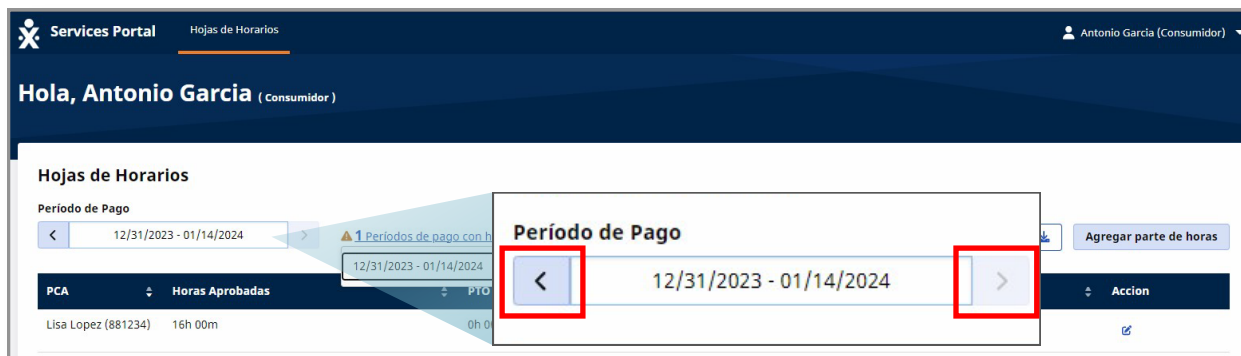 Services Portal
Hojas de Horarios
Antonio Garcia (Consumidor)
Hola, Antonio Garcia ( Consumidor )
Hojas de Horarios
Período de Pago
12/31/2023 - 01/14/2024
1 Períodos de pago con h
12/31/2023 - 01/14/2024
Período de Pago
12/31/2023 - 01/14/2024
Agregar parte de horas
PCA Horas Aprobadas PTO Accion
Lisa Lopez (881234) 16h 00m 0h